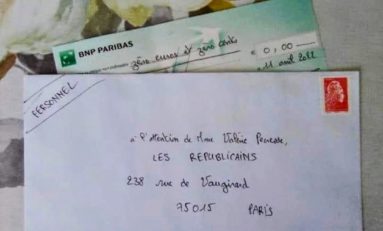 BNP PARIBAS
zéro euros et zéro cents
€ 0,00
11 avril 2022
PERSONNEL
à l'attention de Mme Valérie Pécresse,
LES REPUBLICAINS
238 rue de Vaugirard
75015 PARIS